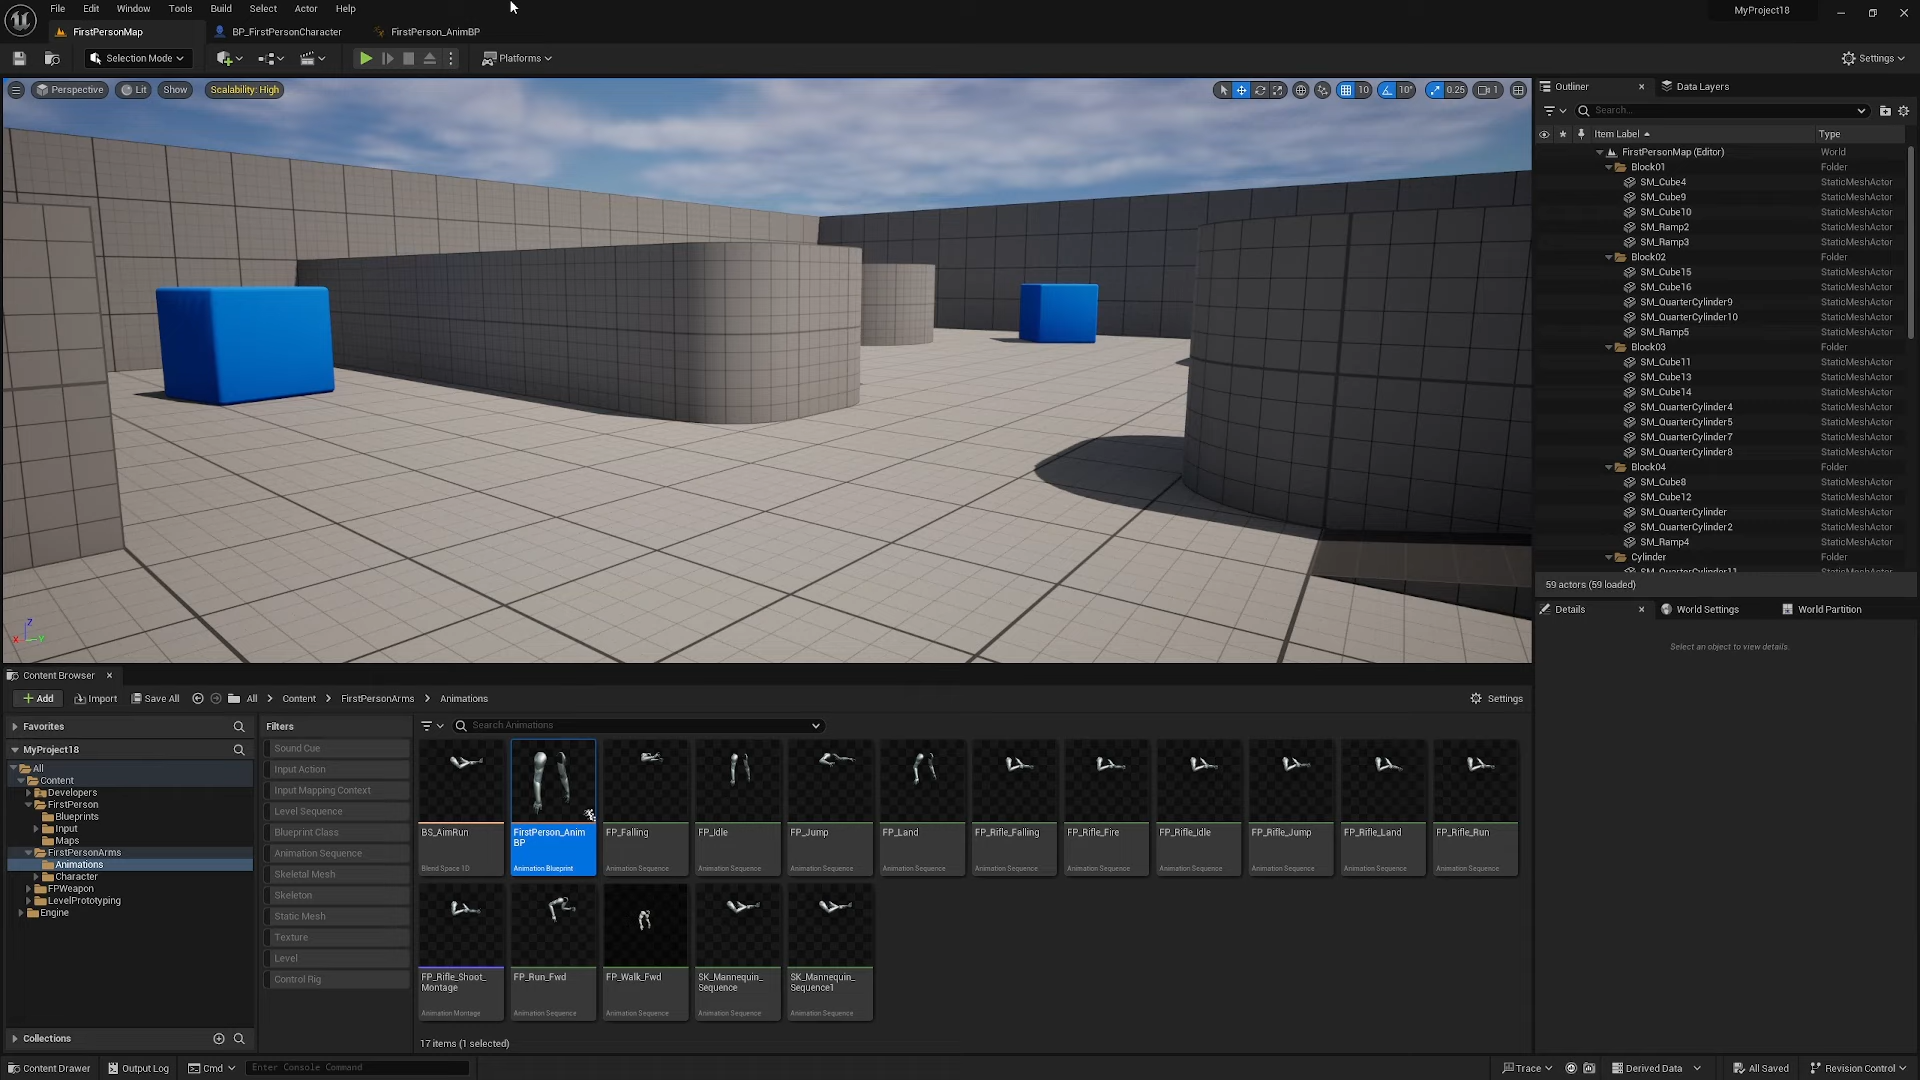 File Edit Window Tools Build Select Actor Help
MyProject18
FirstPersonMap BP_FirstPersonCharacter FirstPerson_AnimBP
Selection Mode Platforms Settings
Perspective Lit Show Scalability: High 10 10° 0.25 1
Outliner Data Layers
Search...
Item Label Type
FirstPersonMap (Editor) World
Block01 Folder
SM_Cube4 StaticMeshActor
SM_Cube9 StaticMeshActor
SM_Cube10 StaticMeshActor
SM_Ramp2 StaticMeshActor
SM_Ramp3 StaticMeshActor
Block02 Folder
SM_Cube15 StaticMeshActor
SM_Cube16 StaticMeshActor
SM_QuarterCylinder9 StaticMeshActor
SM_QuarterCylinder10 StaticMeshActor
SM_Ramp5 StaticMeshActor
Block03 Folder
SM_Cube11 StaticMeshActor
SM_Cube13 StaticMeshActor
SM_Cube14 StaticMeshActor
SM_QuarterCylinder4 StaticMeshActor
SM_QuarterCylinder5 StaticMeshActor
SM_QuarterCylinder7 StaticMeshActor
SM_QuarterCylinder8 StaticMeshActor
Block04 Folder
SM_Cube8 StaticMeshActor
SM_Cube12 StaticMeshActor
SM_QuarterCylinder StaticMeshActor
SM_QuarterCylinder2 StaticMeshActor
SM_Ramp4 StaticMeshActor
Cylinder Folder
SM_QuarterCylinder11 StaticMeshActor
59 actors (59 loaded)
Details World Settings World Partition
Select an object to view details.
Z
X Y
Content Browser
Add Import Save All All Content FirstPersonArms Animations Settings
Favorites
MyProject18
All
Content
Developers
FirstPerson
Blueprints
Input
Maps
FirstPersonArms
Animations
Character
FPWeapon
LevelPrototyping
Engine
Collections
Filters
Sound Cue
Input Action
Input Mapping Context
Level Sequence
Blueprint Class
Animation Sequence
Skeletal Mesh
Skeleton
Static Mesh
Texture
Level
Control Rig
Search Animations
BS_AimRun
Blend Space 1D
FirstPerson_Anim
BP
Animation Blueprint
FP_Falling
Animation Sequence
FP_Idle
Animation Sequence
FP_Jump
Animation Sequence
FP_Land
Animation Sequence
FP_Rifle_Falling
Animation Sequence
FP_Rifle_Fire
Animation Sequence
FP_Rifle_Idle
Animation Sequence
FP_Rifle_Jump
Animation Sequence
FP_Rifle_Land
Animation Sequence
FP_Rifle_Run
Animation Sequence
FP_Rifle_Shoot_
Montage
Animation Montage
FP_Run_Fwd
Animation Sequence
FP_Walk_Fwd
Animation Sequence
SK_Mannequin_
Sequence
Animation Sequence
SK_Mannequin_
Sequence1
Animation Sequence
17 items (1 selected)
Content Drawer Output Log Cmd Enter Console Command Trace Derived Data All Saved Revision Control